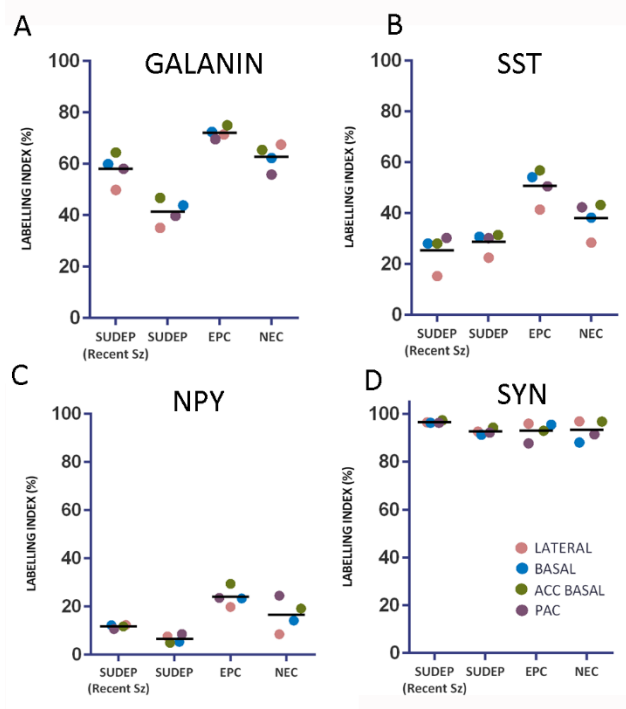 A
GALANIN
LABELLING INDEX (%)
100
80
60
40
20
0
SUDEP
(Recent Sz)
SUDEP
EPC
NEC
B
SST
LABELLING INDEX (%)
100
80
60
40
20
0
SUDEP
(Recent Sz)
SUDEP
EPC
NEC
C
NPY
LABELLING INDEX (%)
100
80
60
40
20
0
SUDEP
(Recent Sz)
SUDEP
EPC
NEC
D
SYN
LABELLING INDEX (%)
100
80
60
40
20
0
LATERAL
BASAL
ACC BASAL
PAC
SUDEP
(Recent Sz)
SUDEP
EPC
NEC